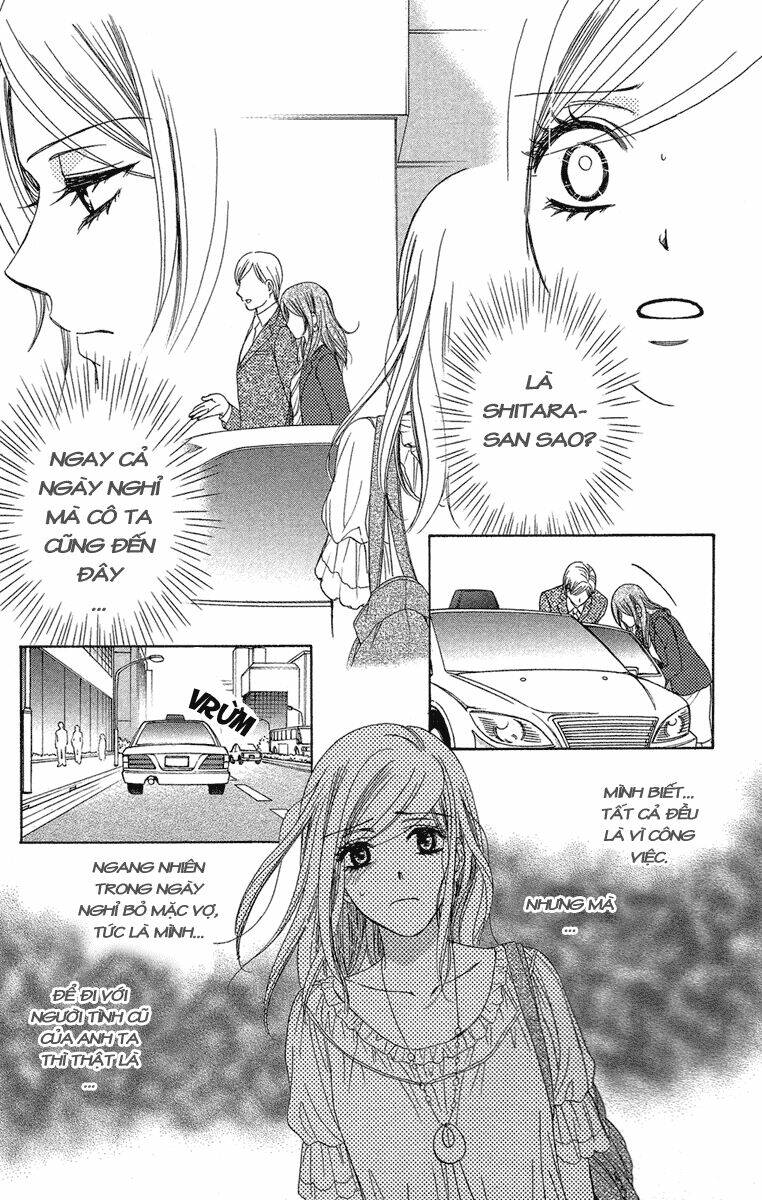 LÀ
SHITARA-
SAN SAO?
NGAY CẢ
NGÀY NGHỈ
MÀ CÔ TA
CŨNG ĐẾN
ĐÂY
...
VRỪM
MÌNH BIẾT...
TẤT CẢ ĐỀU
LÀ VÌ CÔNG
VIỆC.
NHƯNG MÀ
...
NGANG NHIÊN
TRONG NGÀY
NGHỈ BỎ MẶC VỢ,
TỨC LÀ MÌNH...
ĐỂ ĐI VỚI
NGƯỜI TÌNH CŨ
CỦA ANH TA
THÌ THẬT LÀ
...